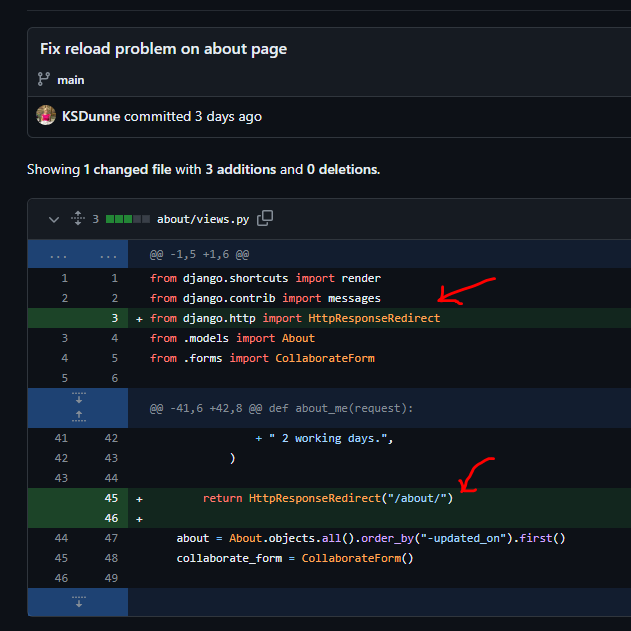 Fix reload problem on about page
main
KSDunne committed 3 days ago
Showing 1 changed file with 3 additions and 0 deletions.
3 about/views.py
... ... @@ -1,5 +1,6 @@
1 1 from django.shortcuts import render
2 2 from django.contrib import messages
3 + from django.http import HttpResponseRedirect
3 4 from .models import About
4 5 from .forms import CollaborateForm
5 6
@@ -41,6 +42,8 @@ def about_me(request):
41 42 + " 2 working days.",
42 43 )
43 44
45 + return HttpResponseRedirect("/about/")
46 +
44 47 about = About.objects.all().order_by("-updated_on").first()
45 48 collaborate_form = CollaborateForm()
46 49